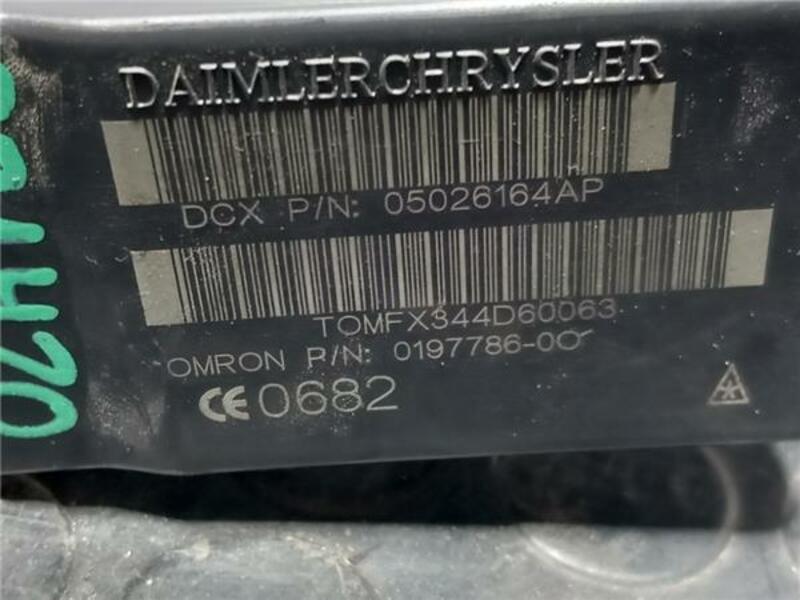 DAIMLERCHRYSLER
DCX P/N: 05026164AP
TOMFX344D60063
OMRON P/N: 0197786-00
CE 0682